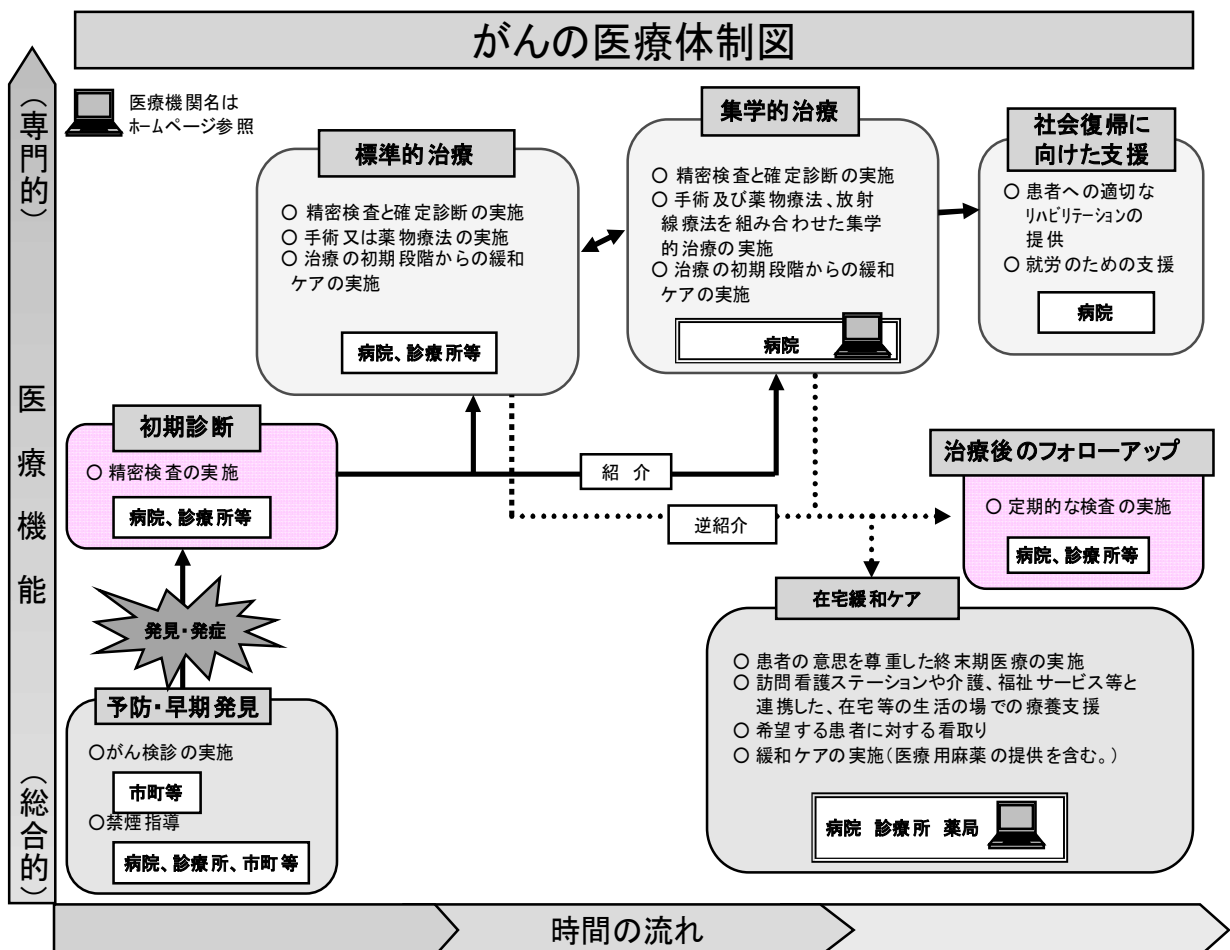 がんの医療体制図
（専門的）
医療機能
（総合的）
医療機関名は
ホームページ参照
標準的治療
○ 精密検査と確定診断の実施
○ 手術又は薬物療法の実施
○ 治療の初期段階からの緩和
ケアの実施
病院、診療所等
集学的治療
○ 精密検査と確定診断の実施
○ 手術及び薬物療法、放射
線療法を組み合わせた集学
的治療の実施
○ 治療の初期段階からの緩和
ケアの実施
病院
社会復帰に
向けた支援
○ 患者への適切な
リハビリテーションの
提供
○ 就労のための支援
病院
初期診断
○ 精密検査の実施
病院、診療所等
紹 介
逆紹介
治療後のフォローアップ
○ 定期的な検査の実施
病院、診療所等
発見・発症
予防・早期発見
○がん検診の実施
市町等
○禁煙指導
病院、診療所、市町等
在宅緩和ケア
○ 患者の意思を尊重した終末期医療の実施
○ 訪問看護ステーションや介護、福祉サービス等と
連携した、在宅等の生活の場での療養支援
○ 希望する患者に対する看取り
○ 緩和ケアの実施（医療用麻薬の提供を含む。）
病院 診療所 薬局
時間の流れ